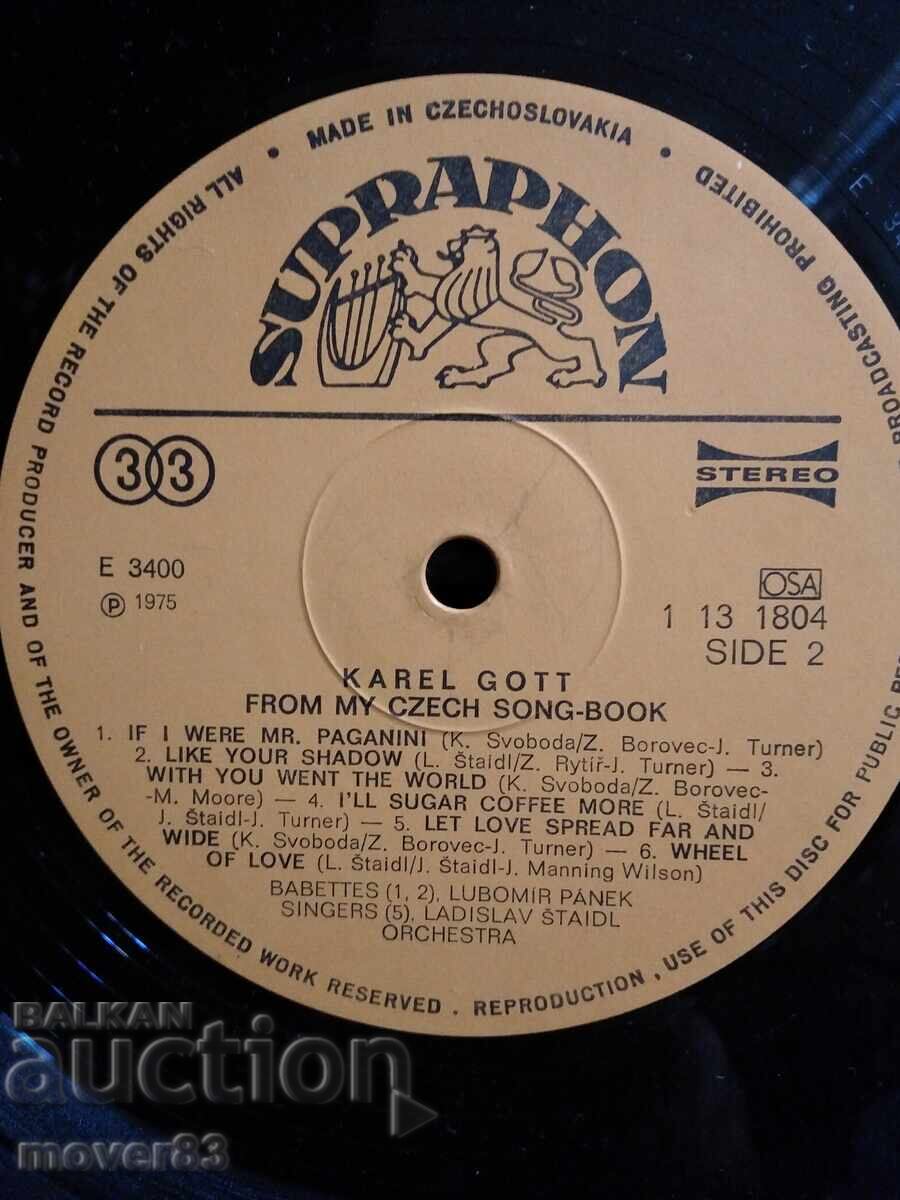 MADE IN CZECHOSLOVAKIA
ALL RIGHTS OF THE RECORD PRODUCER AND OF THE OWNER OF THE RECORDED WORK RESERVED . REPRODUCTION , USE OF THIS DISC FOR PUBLIC
BROADCASTING PROHIBITED
E 34
SUPRAPHON
33
STEREO
E 3400
Ⓟ 1975
OSA
1 13 1804
SIDE 2
KAREL GOTT
FROM MY CZECH SONG-BOOK
1. IF I WERE MR. PAGANINI (K. Svoboda/Z. Borovec-J. Turner)
2. LIKE YOUR SHADOW (L. Štaidl/Z. Rytíř-J. Turner) — 3.
WITH YOU WENT THE WORLD (K. Svoboda/Z. Borovec-
-M. Moore) — 4. I'LL SUGAR COFFEE MORE (L. Štaidl/
J. Štaidl-J. Turner) — 5. LET LOVE SPREAD FAR AND
WIDE (K. Svoboda/Z. Borovec-J. Turner) — 6. WHEEL
OF LOVE (L. Štaidl/J. Štaidl-J. Manning Wilson)
BABETTES (1, 2), LUBOMÍR PÁNEK
SINGERS (5), LADISLAV ŠTAIDL
ORCHESTRA
BALKAN
auction
mover83